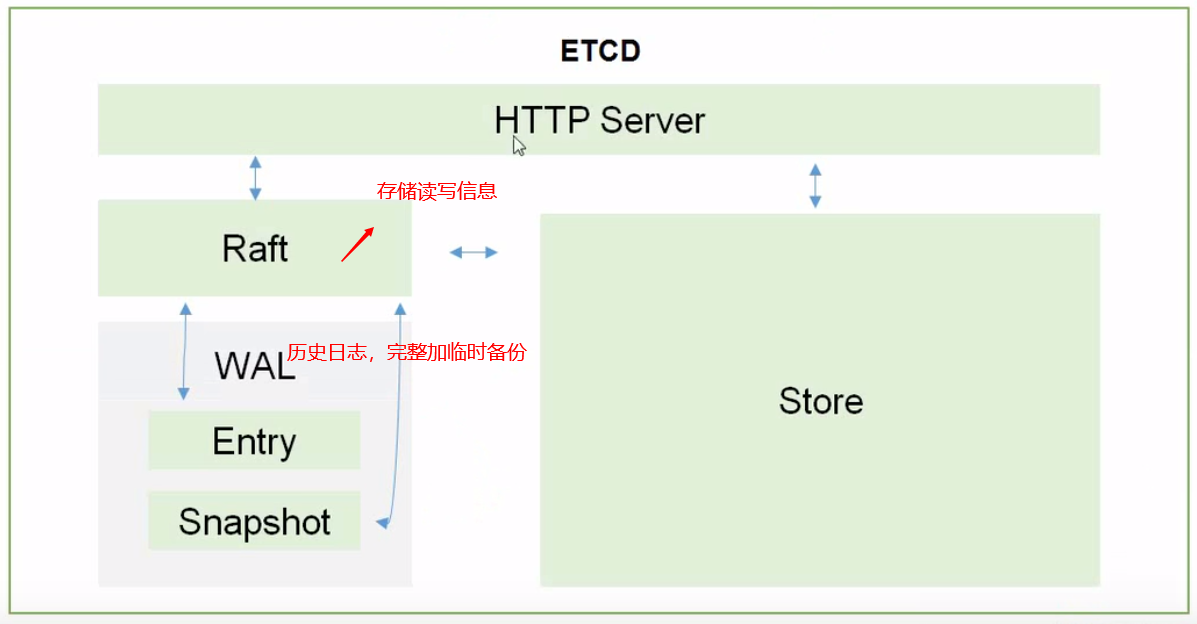 ETCD
HTTP Server
存储读写信息
Raft
历史日志，完整加临时备份
WAL
Entry
Snapshot
Store